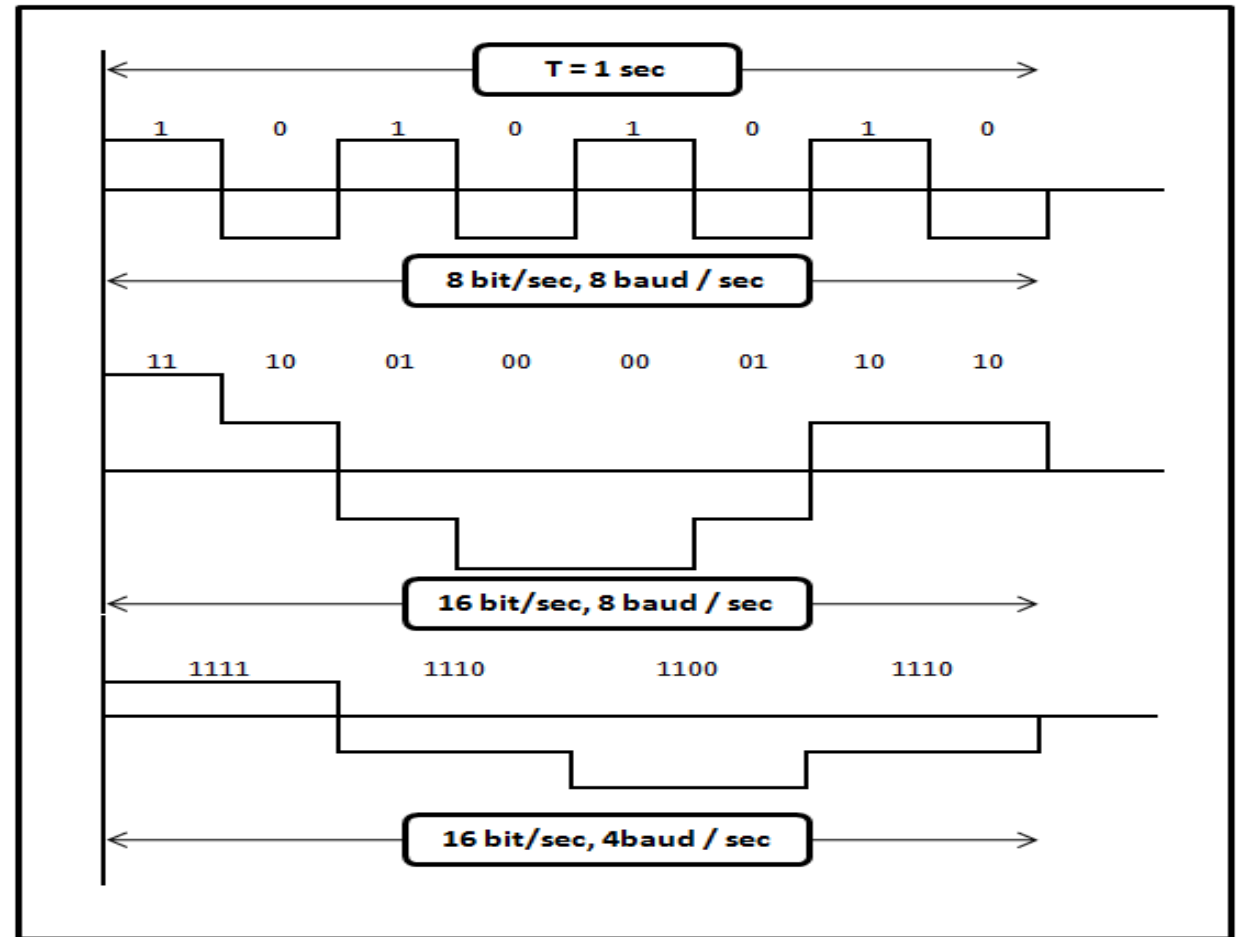 T = 1 sec
1 0 1 0 1 0 1 0
8 bit/sec, 8 baud / sec
11 10 01 00 00 01 10 10
16 bit/sec, 8 baud / sec
1111 1110 1100 1110
16 bit/sec, 4baud / sec